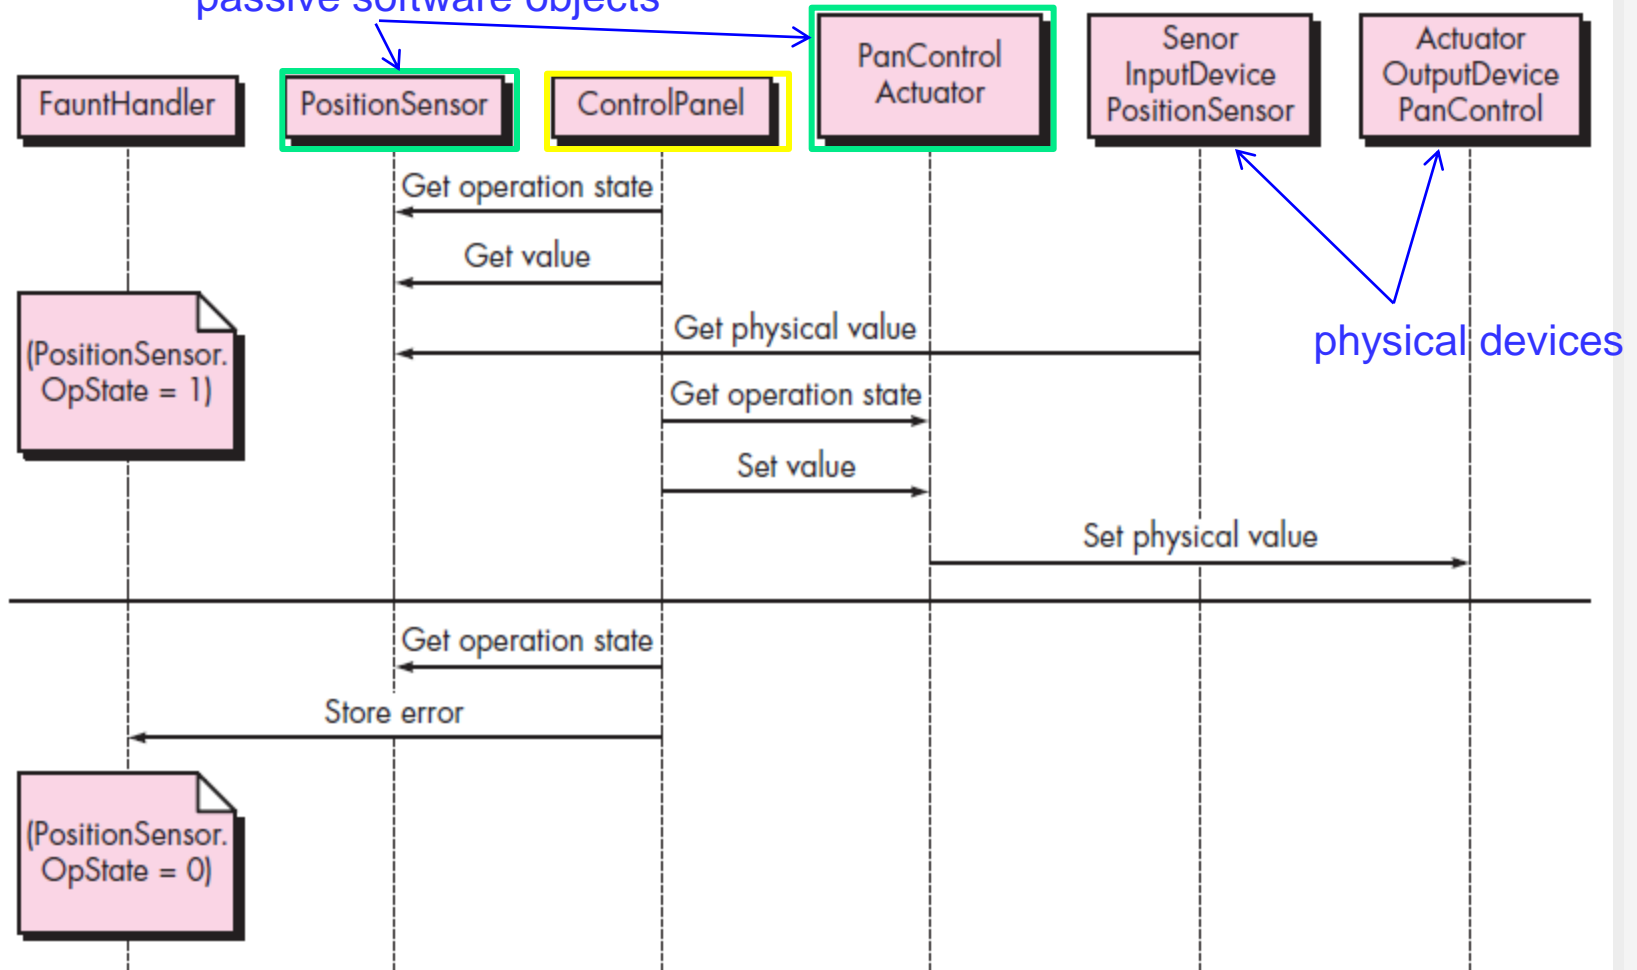 passive software objects
FauntHandler
PositionSensor
ControlPanel
PanControl
Actuator
Senor
InputDevice
PositionSensor
Actuator
OutputDevice
PanControl
Get operation state
Get value
Get physical value
physical devices
(PositionSensor.
OpState = 1)
Get operation state
Set value
Set physical value
Get operation state
Store error
(PositionSensor.
OpState = 0)